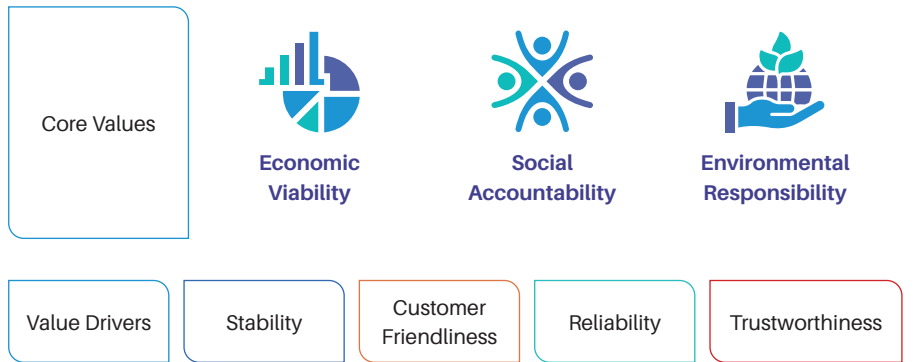 Core Values
Economic
Viability
Social
Accountability
Environmental
Responsibility
Value Drivers
Stability
Customer
Friendliness
Reliability
Trustworthiness